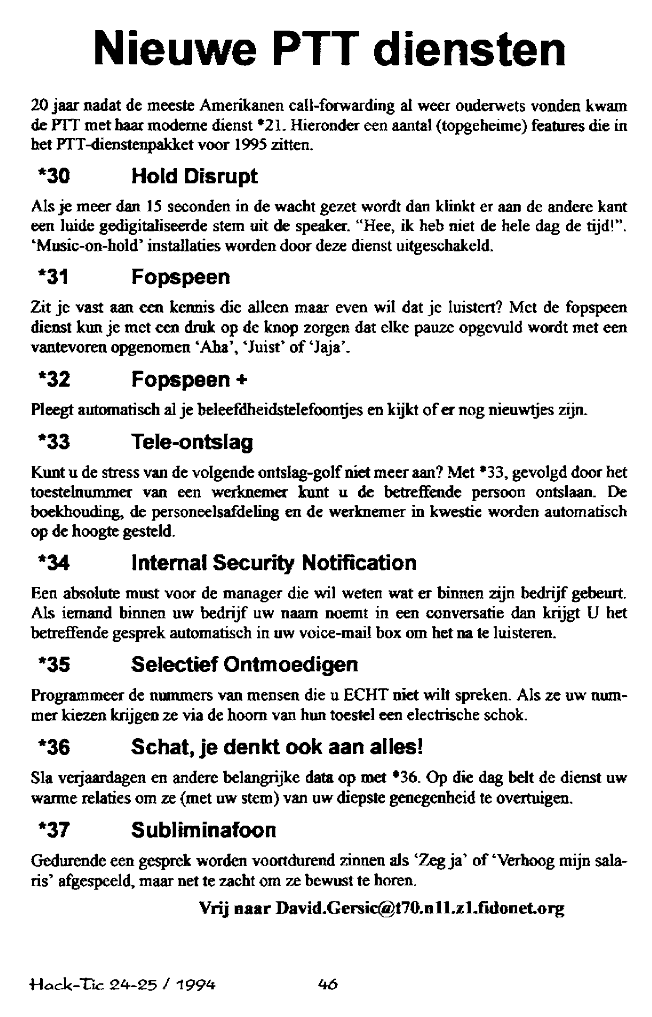 Nieuwe PTT diensten
20 jaar nadat de meeste Amerikanen call-forwarding al weer ouderwets vonden kwam
de PTT met haar moderne dienst *21. Hieronder een aantal (topgeheime) features die in
het PTT-dienstenpakket voor 1995 zitten.
*30 Hold Disrupt
Als je meer dan 15 seconden in de wacht gezet wordt dan klinkt er aan de andere kant
een luide gedigitaliseerde stem uit de speaker. “Hee, ik heb niet de hele dag de tijd!”.
‘Music-on-hold’ installaties worden door deze dienst uitgeschakeld.
*31 Fopspeen
Zit je vast aan een kennis die alleen maar even wil dat je luistert? Met de fopspeen
dienst kun je met een druk op de knop zorgen dat elke pauze opgevuld wordt met een
vantevoren opgenomen ‘Aha’, ‘Juist’ of ‘Jaja’.
*32 Fopspeen +
Pleegt automatisch al je beleefdheidstelefoontjes en kijkt of er nog nieuwtjes zijn.
*33 Tele-ontslag
Kunt u de stress van de volgende ontslag-golf niet meer aan? Met *33, gevolgd door het
toestelnummer van een werknemer kunt u de betreffende persoon ontslaan. De
boekhouding, de personeelsafdeling en de werknemer in kwestie worden automatisch
op de hoogte gesteld.
*34 Internal Security Notification
Een absolute must voor de manager die wil weten wat er binnen zijn bedrijf gebeurt.
Als iemand binnen uw bedrijf uw naam noemt in een conversatie dan krijgt U het
betreffende gesprek automatisch in uw voice-mail box om het na te luisteren.
*35 Selectief Ontmoedigen
Programmeer de nummers van mensen die u ECHT niet wilt spreken. Als ze uw num-
mer kiezen krijgen ze via de hoorn van hun toestel een electrische schok.
*36 Schat, je denkt ook aan alles!
Sla verjaardagen en andere belangrijke data op met *36. Op die dag belt de dienst uw
warme relaties om ze (met uw stem) van uw diepste genegenheid te overtuigen.
*37 Subliminafoon
Gedurende een gesprek worden voortdurend zinnen als ‘Zeg ja’ of ‘Verhoog mijn sala-
ris’ afgespeeld, maar net te zacht om ze bewust te horen.
Vrij naar David.Gersic@t70.n11.z1.fidonet.org
Hack-Tic 24-25 / 1994 46